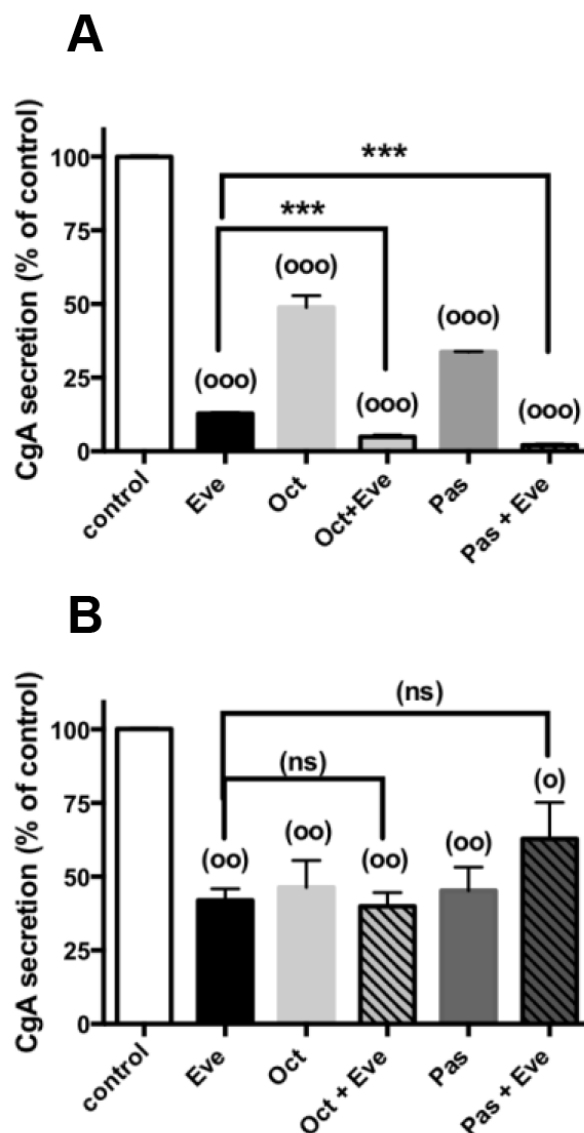 A
CgA secretion (% of control)
100
75
50
25
0
***
***
(ooo)
(ooo)
(ooo)
(ooo)
(ooo)
control
Eve
Oct
Oct+Eve
Pas
Pas + Eve
B
CgA secretion (% of control)
100
75
50
25
0
(ns)
(ns)
(o)
(oo)
(oo)
(oo)
(oo)
control
Eve
Oct
Oct + Eve
Pas
Pas + Eve